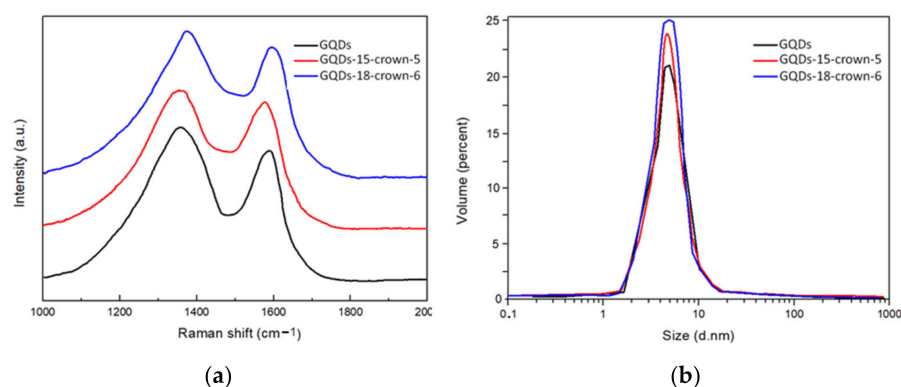 GQDs
GQDs-15-crown-5
GQDs-18-crown-6
Intensity (a.u.)
1000 1200 1400 1600 1800 200
Raman shift (cm−1)
(a)
GQDs
GQDs-15-crown-5
GQDs-18-crown-6
Volume (percent)
25
20
15
10
5
0
0.1 1 10 100 1000
Size (d.nm)
(b)